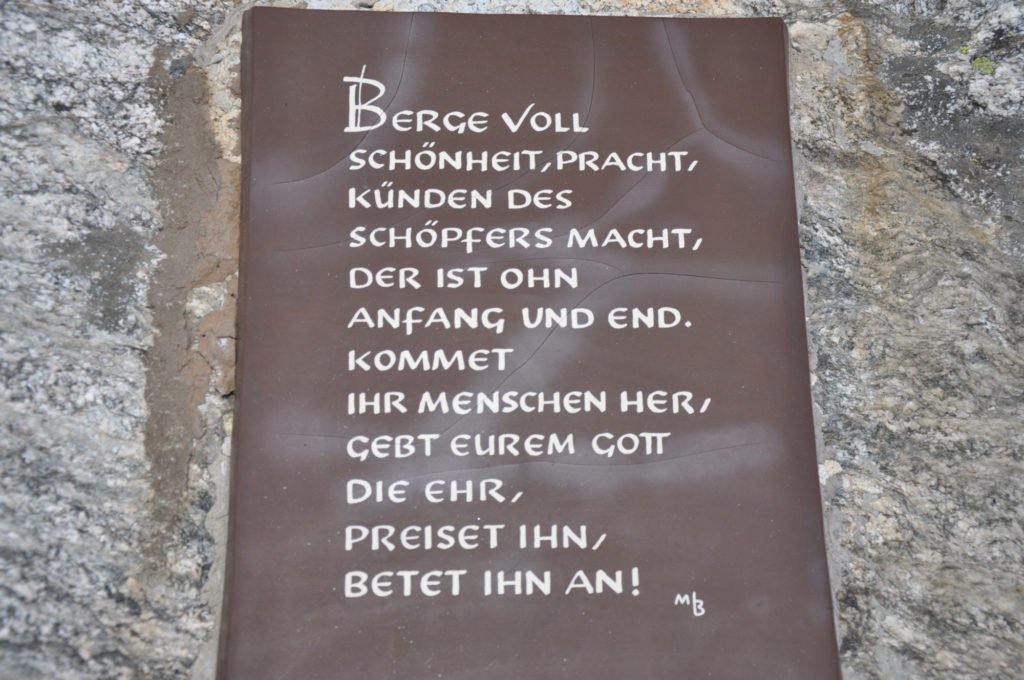 BERGE VOLL
SCHÖNHEIT, PRACHT,
KÜNDEN DES
SCHÖPFERS MACHT,
DER IST OHN
ANFANG UND END.
KOMMET
IHR MENSCHEN HER,
GEBT EUREM GOTT
DIE EHR,
PREISET IHN,
BETET IHN AN!
MB